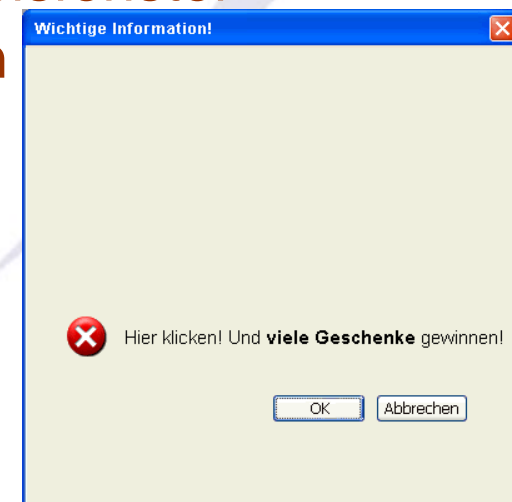 Wichtige Information!
Hier klicken! Und viele Geschenke gewinnen!
OK Abbrechen